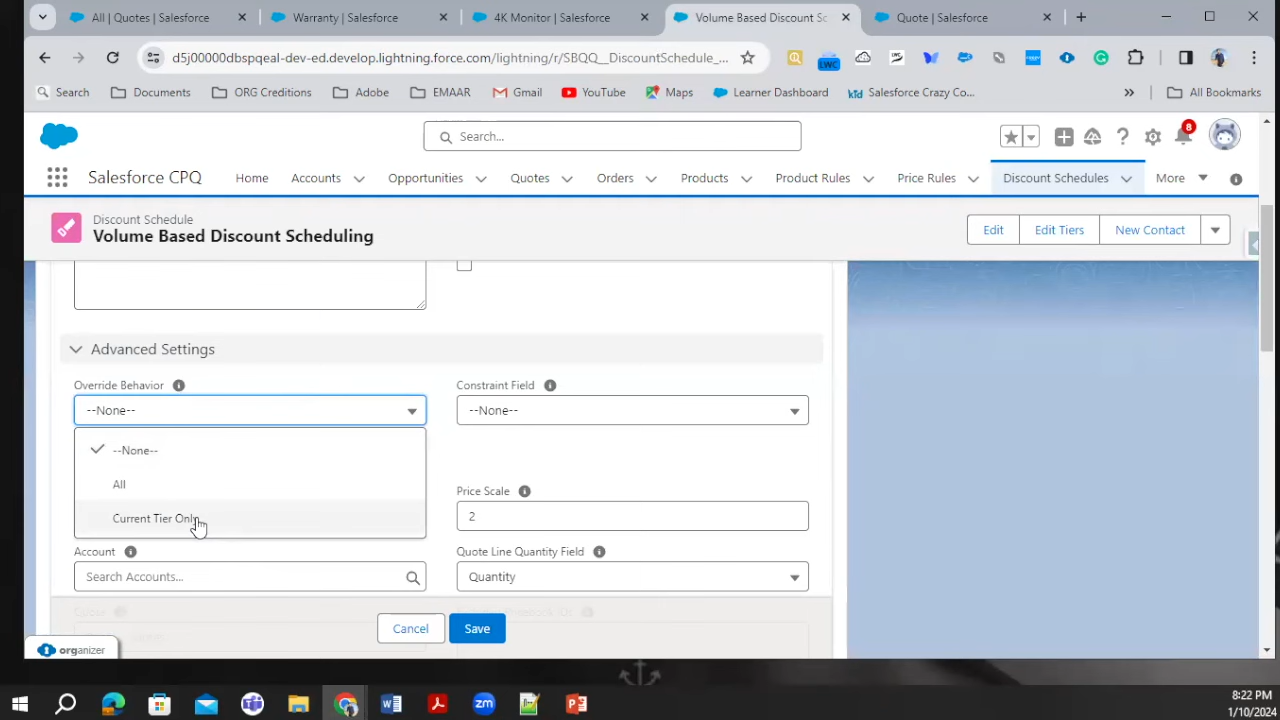 All | Quotes | Salesforce
Warranty | Salesforce
4K Monitor | Salesforce
Volume Based Discount Sc
Quote | Salesforce
d5j00000dbspqeal-dev-ed.develop.lightning.force.com/lightning/r/SBQQ__DiscountSchedule_...
Search
Documents
ORG Creditions
Adobe
EMAAR
Gmail
YouTube
Maps
Learner Dashboard
Salesforce Crazy Co...
All Bookmarks
Search...
8
Salesforce CPQ
Home
Accounts
Opportunities
Quotes
Orders
Products
Product Rules
Price Rules
Discount Schedules
More
Discount Schedule
Volume Based Discount Scheduling
Edit
Edit Tiers
New Contact
Advanced Settings
Override Behavior
Constraint Field
--None--
--None--
--None--
All
Current Tier Only
Price Scale
2
Account
Quote Line Quantity Field
Search Accounts...
Quantity
Cancel
Save
organizer
8:22 PM
1/10/2024